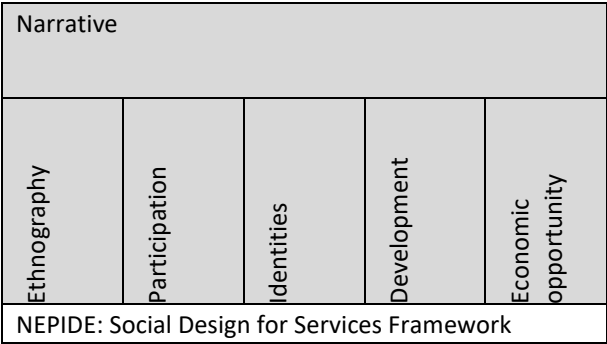 Narrative
Ethnography
Participation
Identities
Development
Economic
opportunity
NEPIDE: Social Design for Services Framework